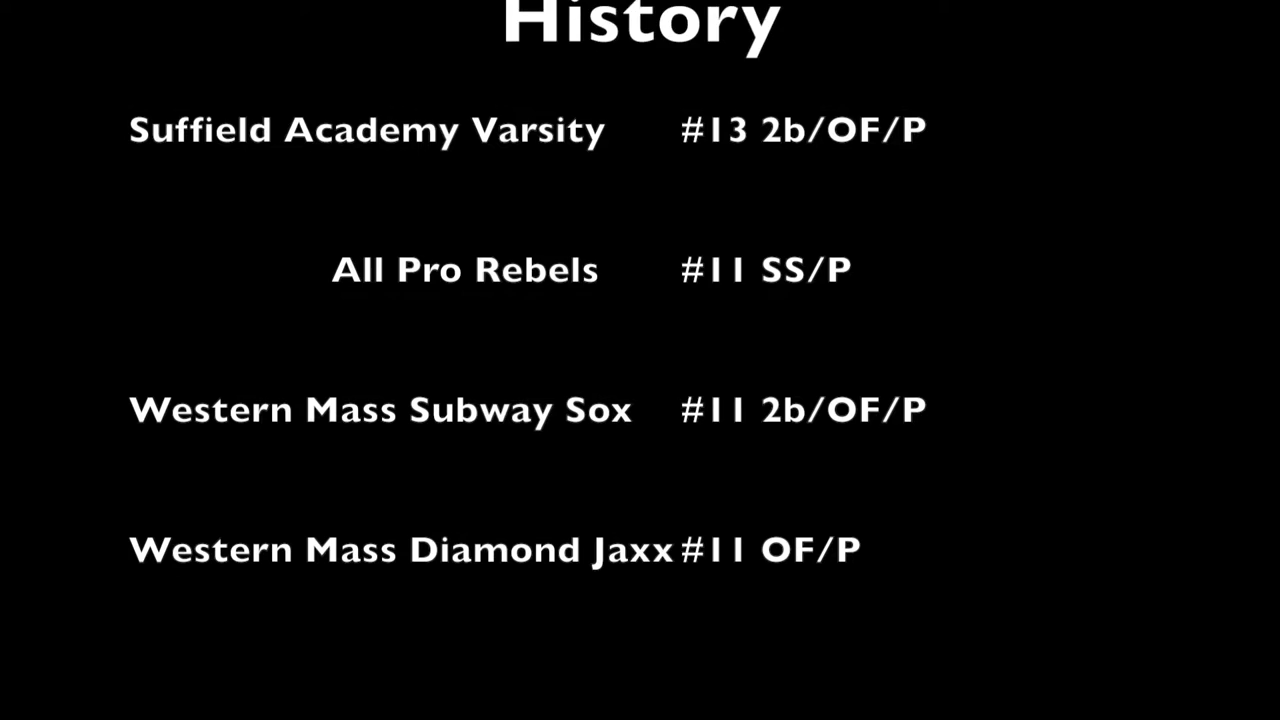 History
Suffield Academy Varsity #13 2b/OF/P
All Pro Rebels #11 SS/P
Western Mass Subway Sox #11 2b/OF/P
Western Mass Diamond Jaxx #11 OF/P